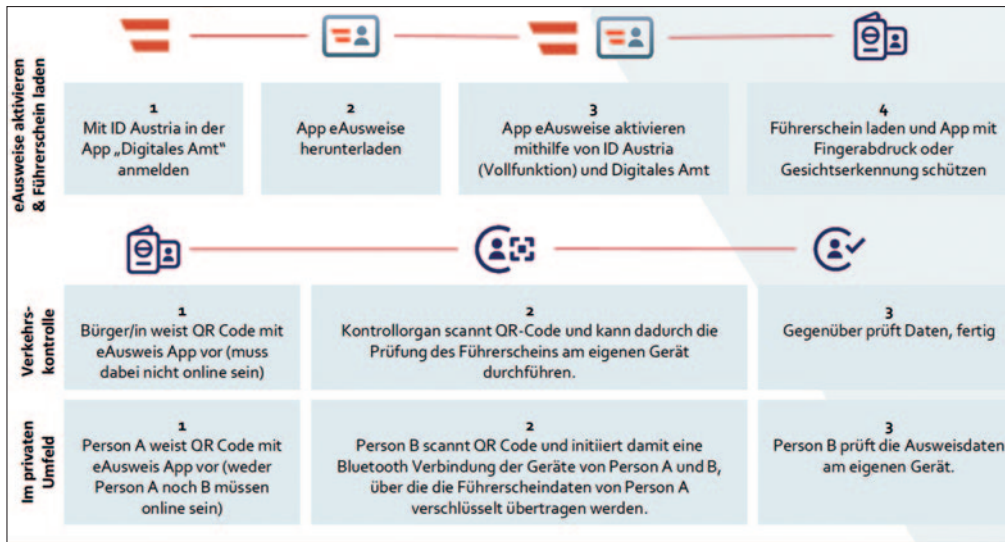 eAusweise aktivieren
& Führerschein laden
1
Mit ID Austria in der
App „Digitales Amt“
anmelden
2
App eAusweise
herunterladen
3
App eAusweise aktivieren
mithilfe von ID Austria
(Vollfunktion) und Digitales Amt
4
Führerschein laden und App mit
Fingerabdruck oder
Gesichtserkennung schützen
Verkehrs-
kontrolle
1
Bürger/in weist QR Code mit
eAusweis App vor (muss
dabei nicht online sein)
2
Kontrollorgan scannt QR-Code und kann dadurch die
Prüfung des Führerscheins am eigenen Gerät
durchführen.
3
Gegenüber prüft Daten, fertig
Im privaten
Umfeld
1
Person A weist QR Code mit
eAusweis App vor (weder
Person A noch B müssen
online sein)
2
Person B scannt QR Code und initiiert damit eine
Bluetooth Verbindung der Geräte von Person A und B,
über die die Führerscheindaten von Person A
verschlüsselt übertragen werden.
3
Person B prüft die Ausweisdaten
am eigenen Gerät.